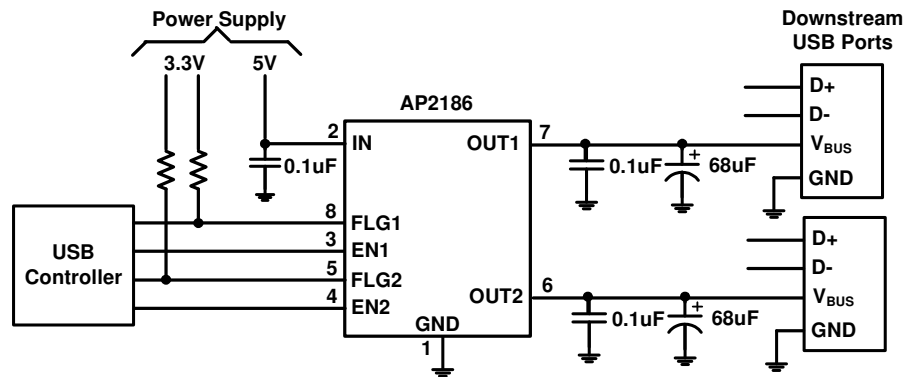 Power Supply
3.3V
5V
Downstream
USB Ports
AP2186
D+
D-
VBUS
GND
2
IN
OUT1
7
0.1uF
0.1uF
68uF
USB
Controller
8
FLG1
3
EN1
5
FLG2
4
EN2
OUT2
6
GND
1
0.1uF
68uF
D+
D-
VBUS
GND